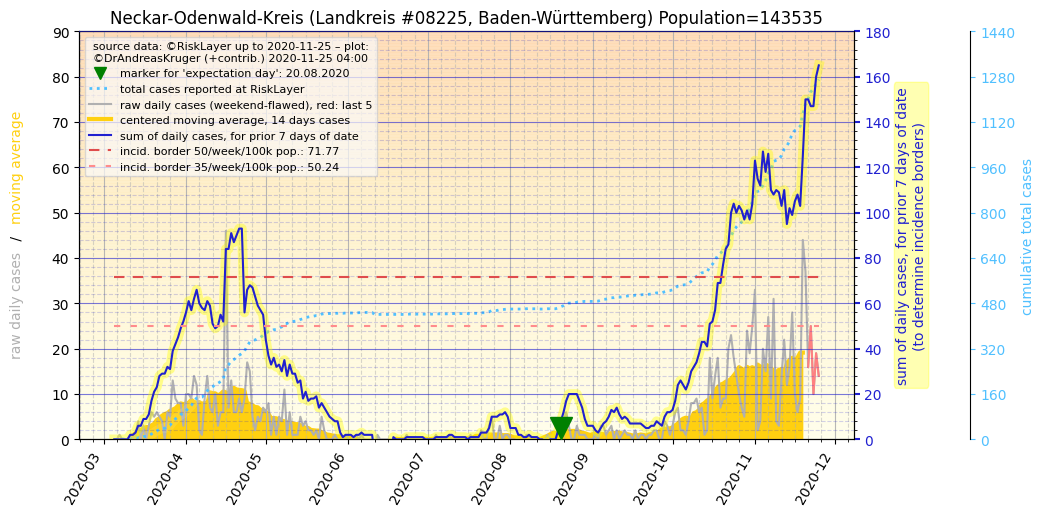 Neckar-Odenwald-Kreis (Landkreis #08225, Baden-Württemberg) Population=143535
source data: ©RiskLayer up to 2020-11-25 – plot:
©DrAndreasKruger (+contrib.) 2020-11-25 04:00
marker for 'expectation day': 20.08.2020
total cases reported at RiskLayer
raw daily cases (weekend-flawed), red: last 5
centered moving average, 14 days cases
sum of daily cases, for prior 7 days of date
incid. border 50/week/100k pop.: 71.77
incid. border 35/week/100k pop.: 50.24
raw daily cases / moving average
90
80
70
60
50
40
30
20
10
0
180
160
140
120
100
80
60
40
20
0
sum of daily cases, for prior 7 days of date
(to determine incidence borders)
1440
1280
1120
960
800
640
480
320
160
0
cumulative total cases
2020-03
2020-04
2020-05
2020-06
2020-07
2020-08
2020-09
2020-10
2020-11
2020-12